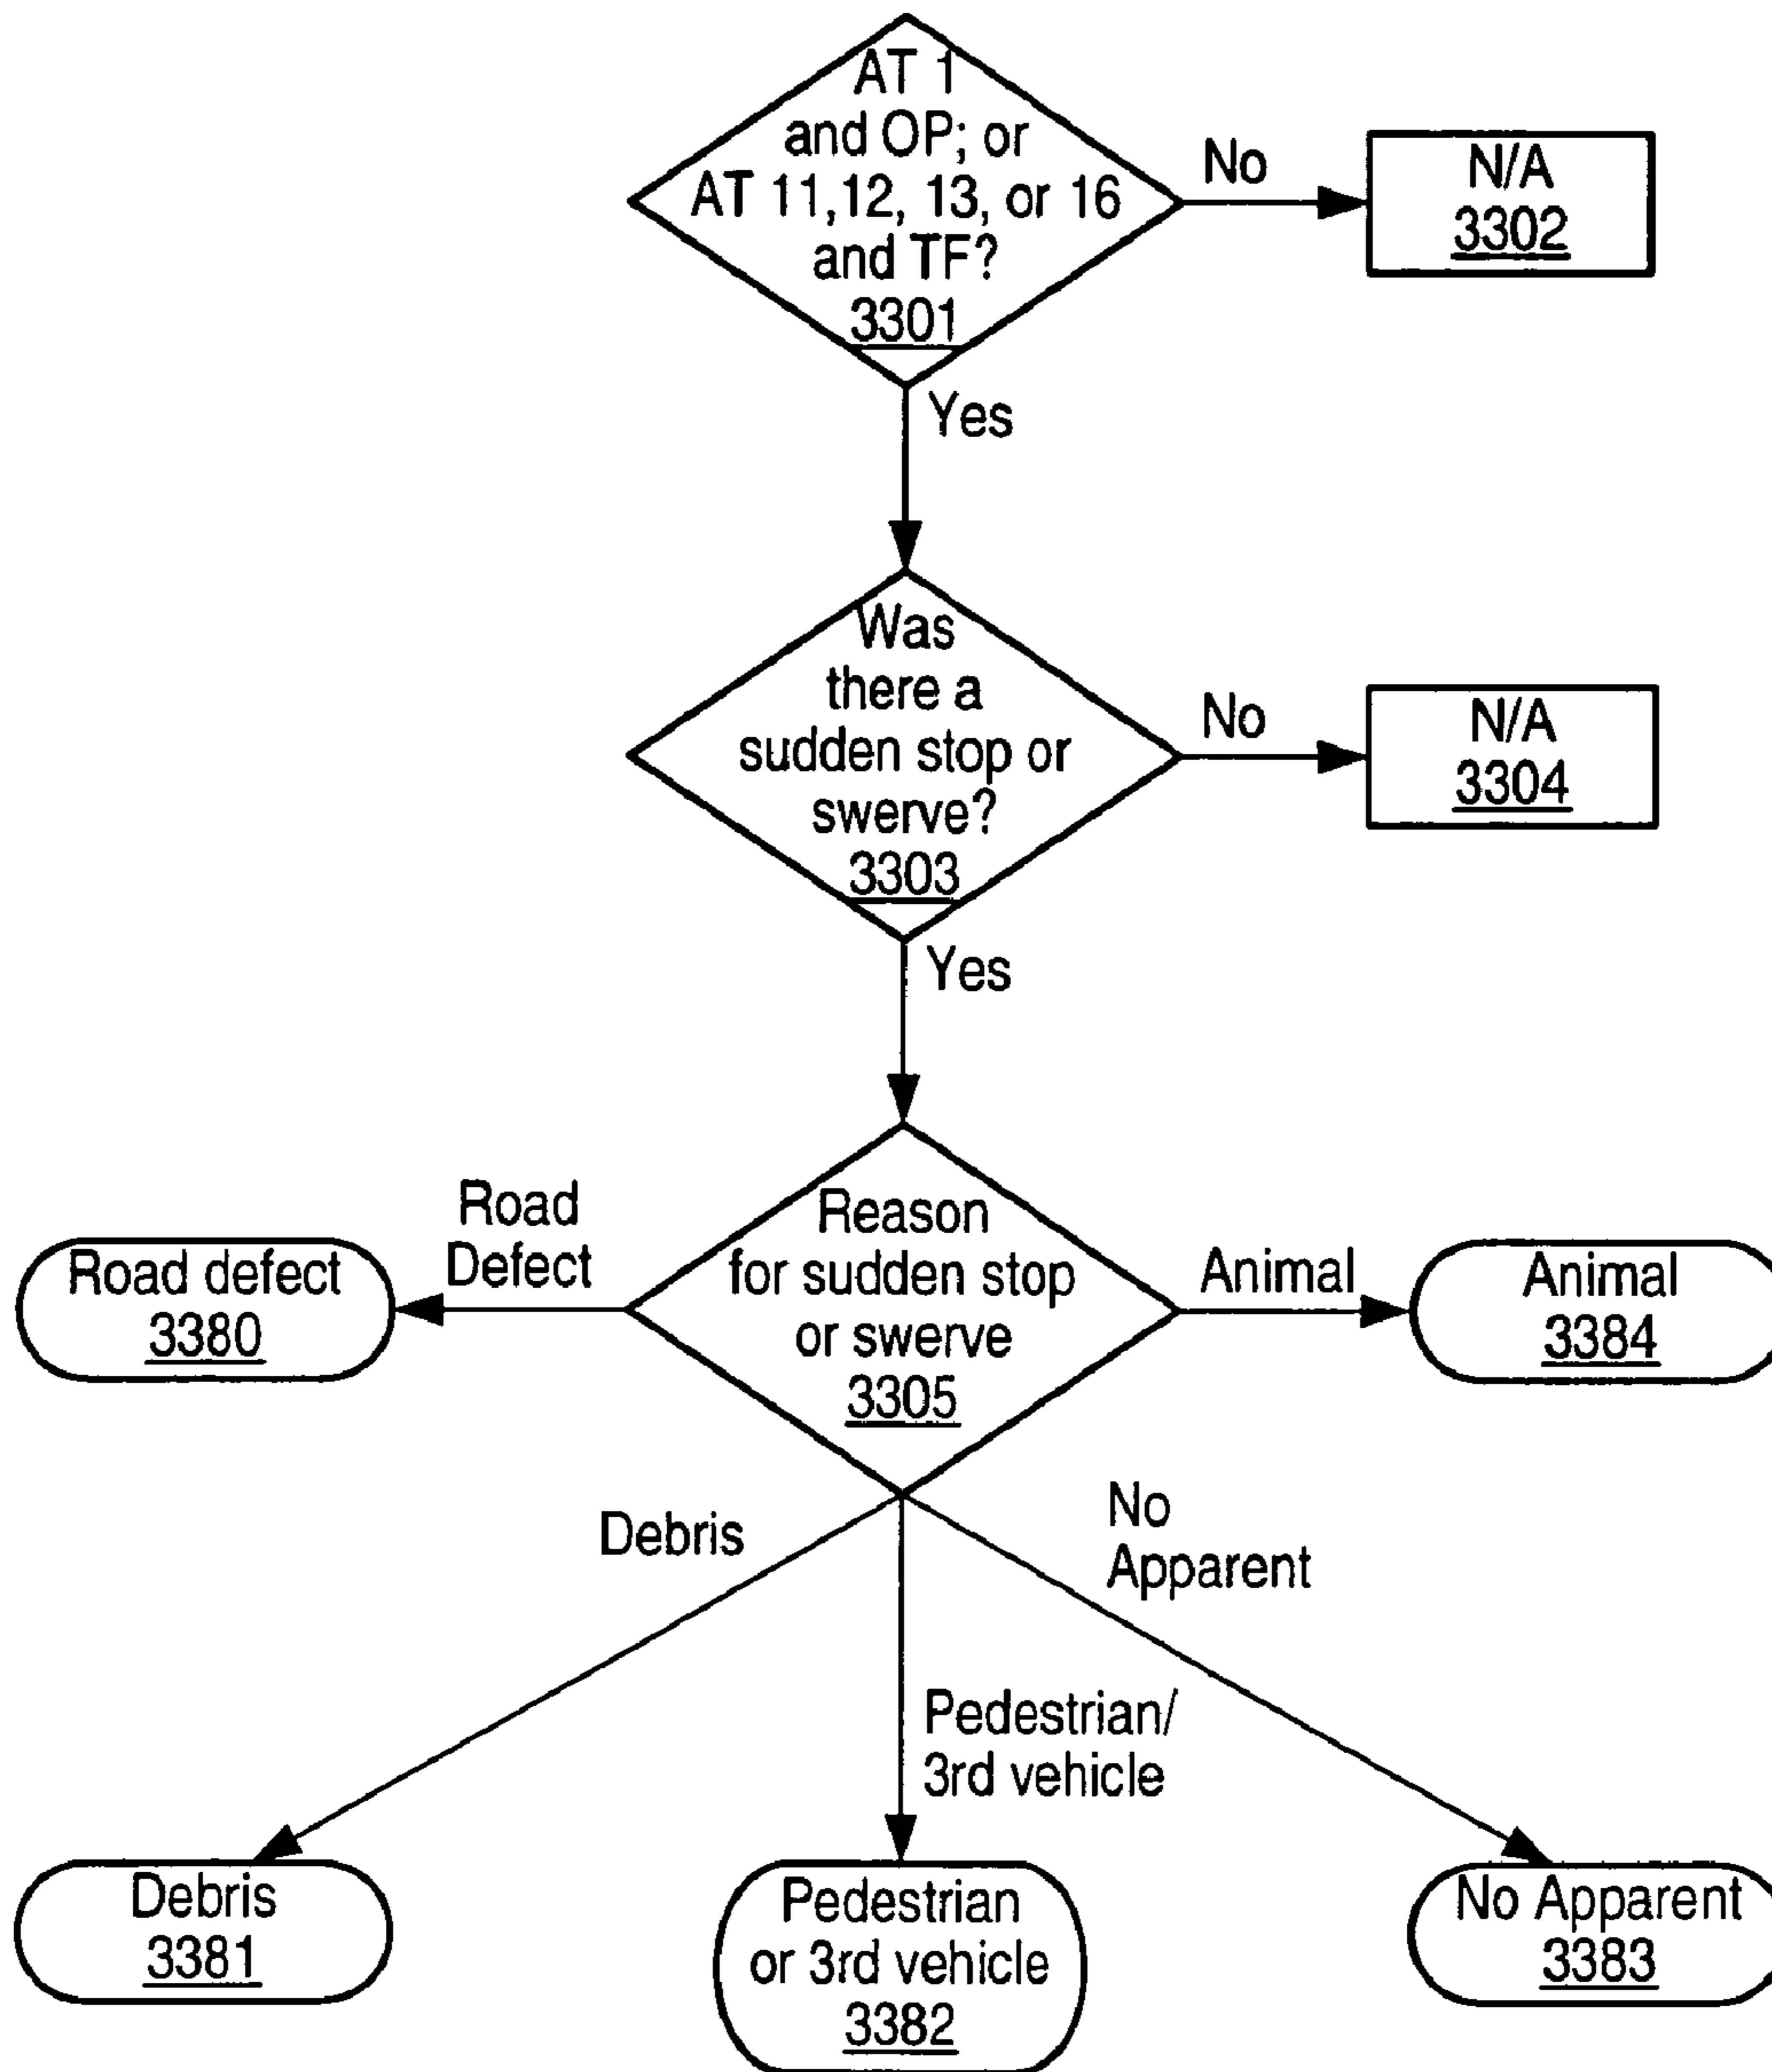 AT 1
and OP; or
AT 11,12, 13, or 16
and TF?
3301
No
N/A
3302
Yes
Was
there a
sudden stop or
swerve?
3303
No
N/A
3304
Yes
Reason
for sudden stop
or swerve
3305
Road
Defect
Road defect
3380
Animal
Animal
3384
Debris
No
Apparent
Pedestrian/
3rd vehicle
Debris
3381
Pedestrian
or 3rd vehicle
3382
No Apparent
3383